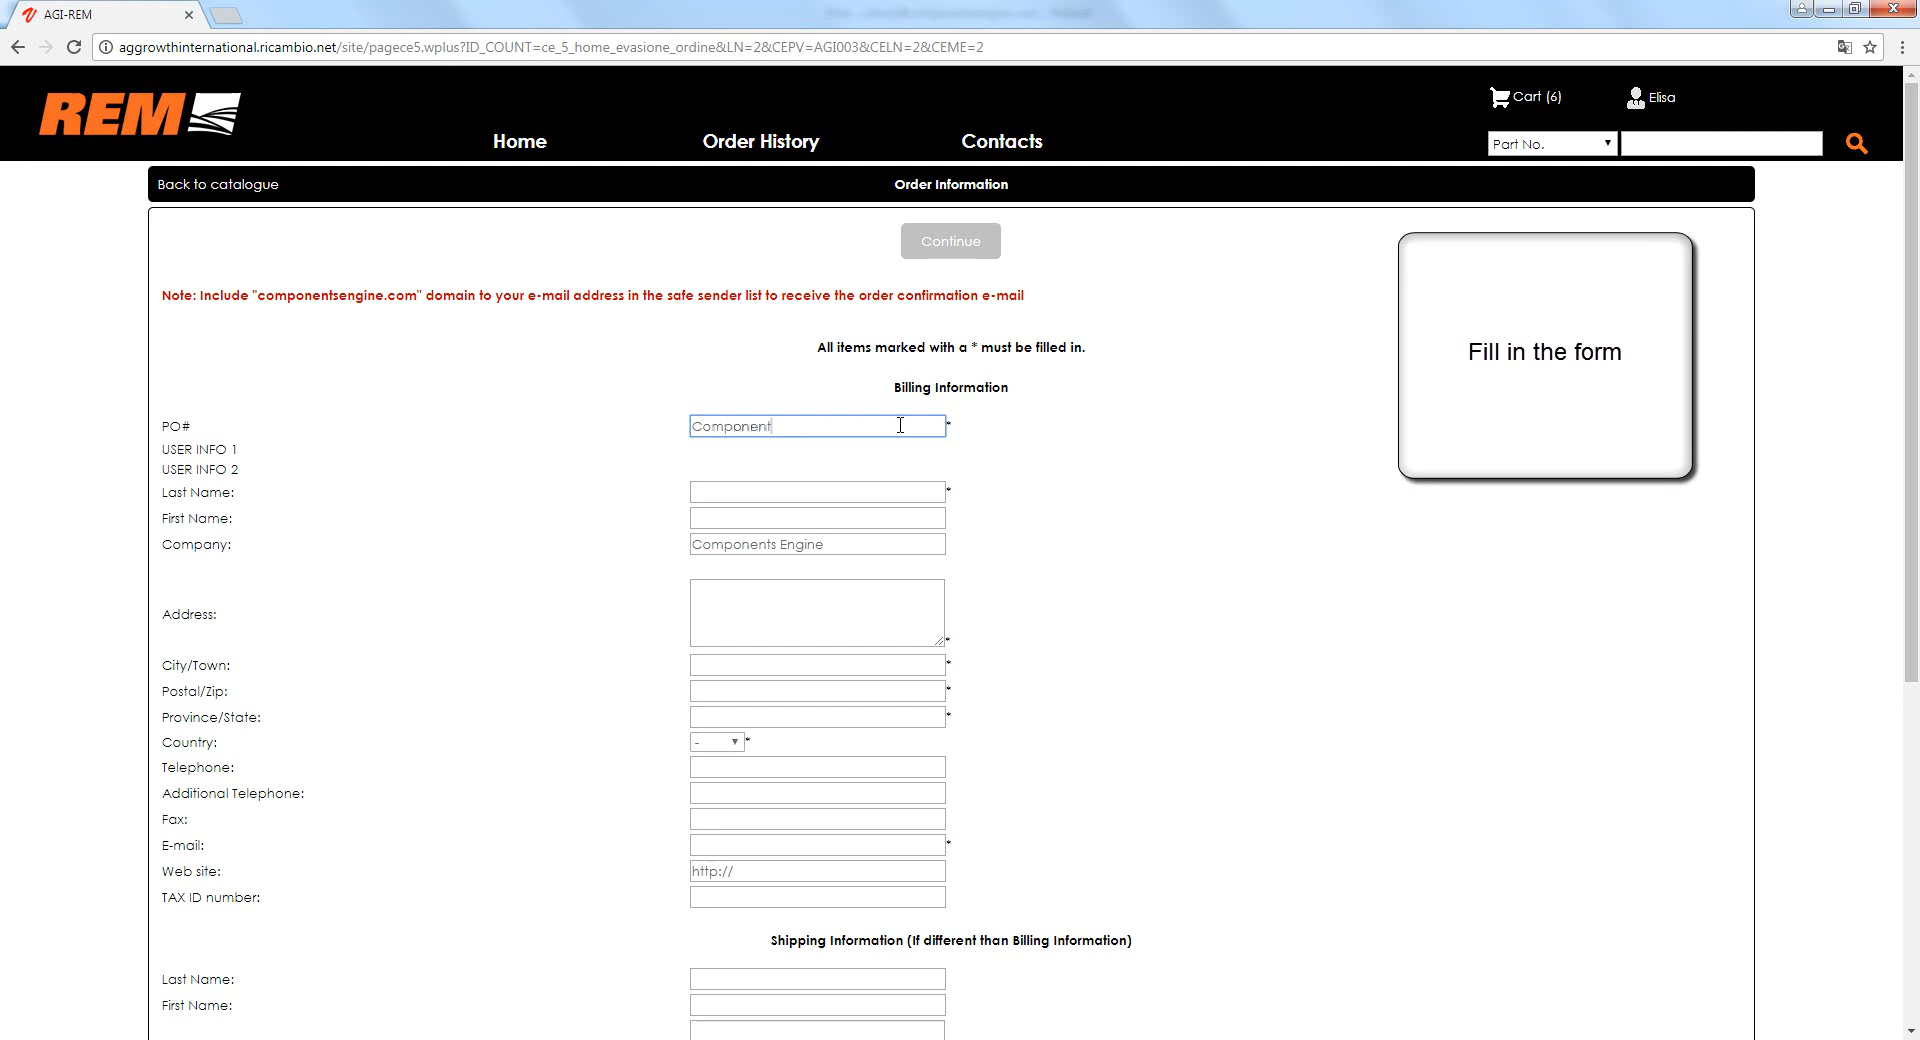 AGI-REM
aggrowthinternational.ricambio.net/site/pagece5.wplus?ID_COUNT=ce_5_home_evasione_ordine&LN=2&CEPV=AGI003&CELN=2&CEME=2
REM
Cart (6)
Elisa
Home
Order History
Contacts
Part No.
Back to catalogue
Order Information
Continue
Note: Include "componentsengine.com" domain to your e-mail address in the safe sender list to receive the order confirmation e-mail
Fill in the form
All items marked with a * must be filled in.
Billing Information
PO# Component *
USER INFO 1
USER INFO 2
Last Name: *
First Name:
Company: Components Engine
Address: *
City/Town: *
Postal/Zip: *
Province/State: *
Country: - *
Telephone:
Additional Telephone:
Fax:
E-mail: *
Web site: http://
TAX ID number:
Shipping Information (If different than Billing Information)
Last Name:
First Name: